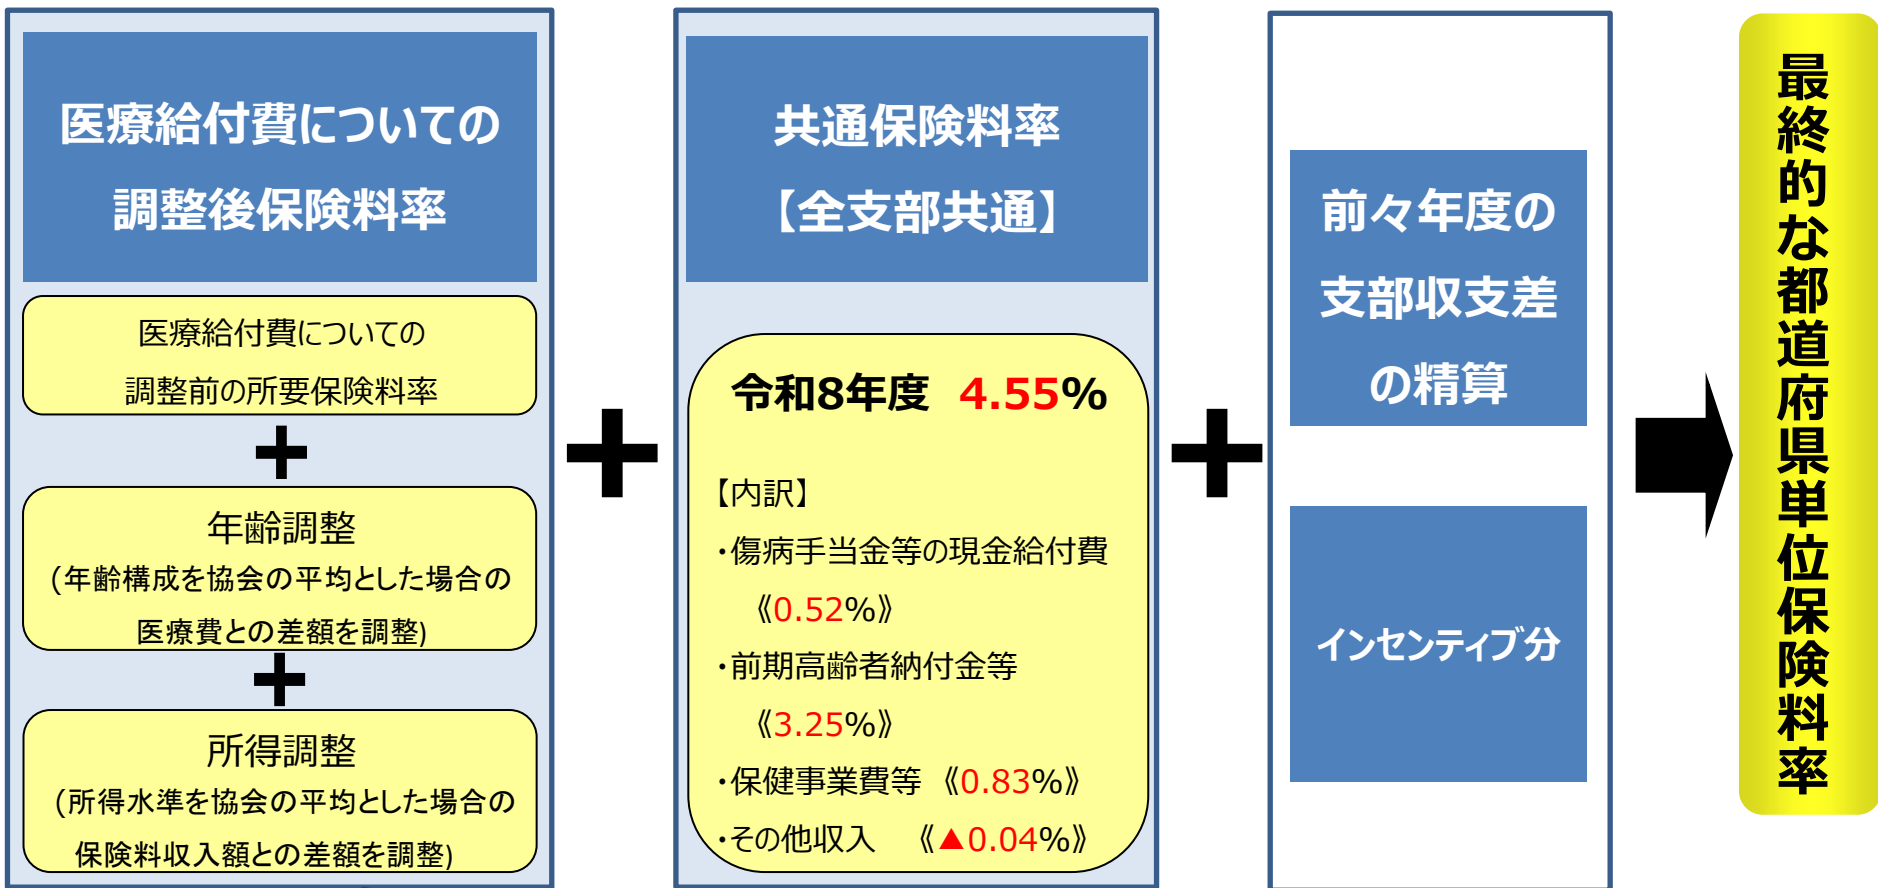 医療給付費についての
調整後保険料率
医療給付費についての
調整前の所要保険料率
+
年齢調整
(年齢構成を協会の平均とした場合の
医療費との差額を調整)
+
所得調整
(所得水準を協会の平均とした場合の
保険料収入額との差額を調整)
+
共通保険料率
【全支部共通】
令和8年度 4.55%
【内訳】
・傷病手当金等の現金給付費
《0.52%》
・前期高齢者納付金等
《3.25%》
・保健事業費等 《0.83%》
・その他収入 《▲0.04%》
+
前々年度の
支部収支差
の精算
インセンティブ分
最終的な都道府県単位保険料率